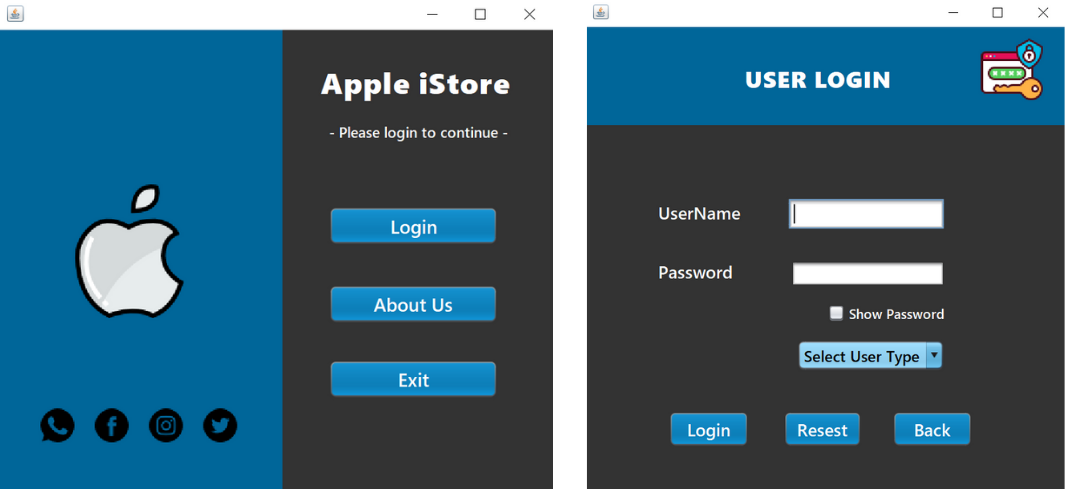 Apple iStore
- Please login to continue -
Login
About Us
Exit
USER LOGIN
UserName
Password
Show Password
Select User Type
Login Resest Back